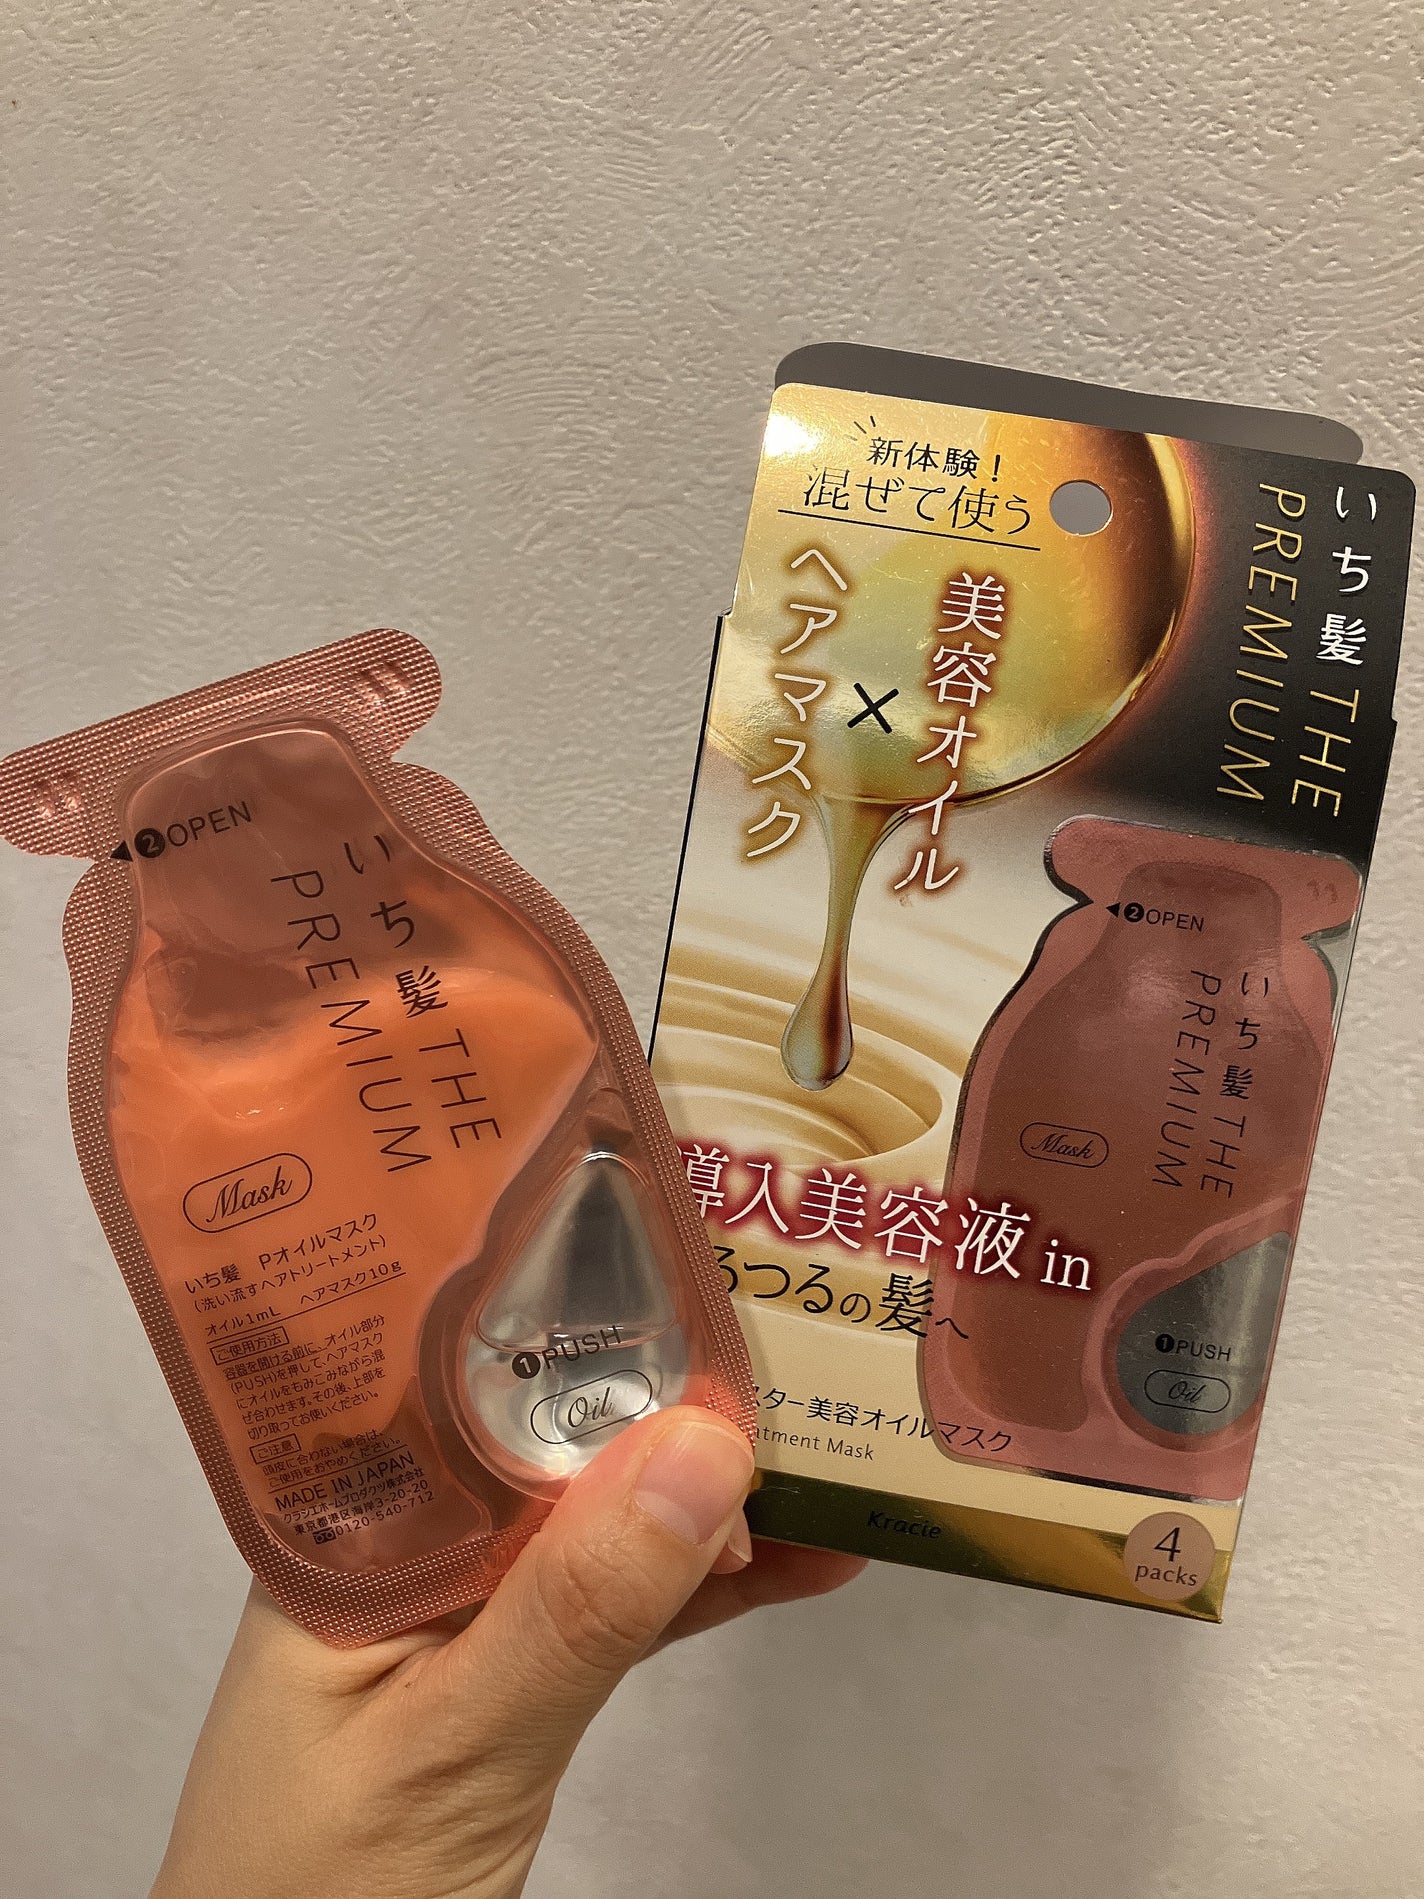 ②OPEN
いち髪 THE
PREMIUM
Mask
いち髪 Pオイルマスク
(洗い流すヘアトリートメント)
オイル1mL ヘアマスク10g
ご使用方法
容器を開ける前に、オイル部分
(PUSH)を押して、ヘアマスク
にオイルをもみこみながら混
ぜ合わせます。その後、上部を
切り取ってお使いください。
ご注意
頭皮に合わない場合は、
ご使用をおやめください。
MADE IN JAPAN
クラシエホームプロダクツ株式会社
東京都港区海岸3-20-20
0120-540-712
①PUSH
Oil
新体験!
混ぜて使う
美容オイル
×
ヘアマスク
いち髪 THE
PREMIUM
②OPEN
いち髪 THE
PREMIUM
Mask
①PUSH
Oil
導入美容液 in
るつるの髪へ
スター美容オイルマスク
atment Mask
Kracie
4
packs